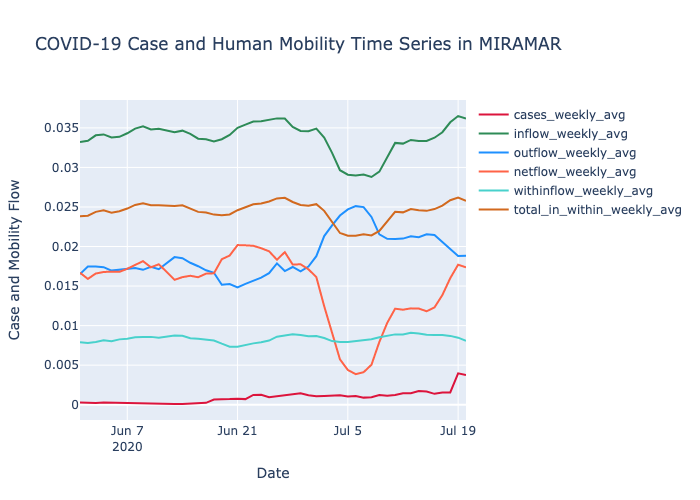 COVID-19 Case and Human Mobility Time Series in MIRAMAR
cases_weekly_avg
inflow_weekly_avg
outflow_weekly_avg
netflow_weekly_avg
withinflow_weekly_avg
total_in_within_weekly_avg
Case and Mobility Flow
0.035
0.03
0.025
0.02
0.015
0.01
0.005
0
Jun 7
2020
Jun 21
Jul 5
Jul 19
Date